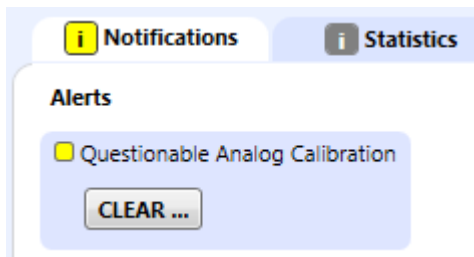 i Notifications i Statistics
Alerts
Questionable Analog Calibration
CLEAR ...